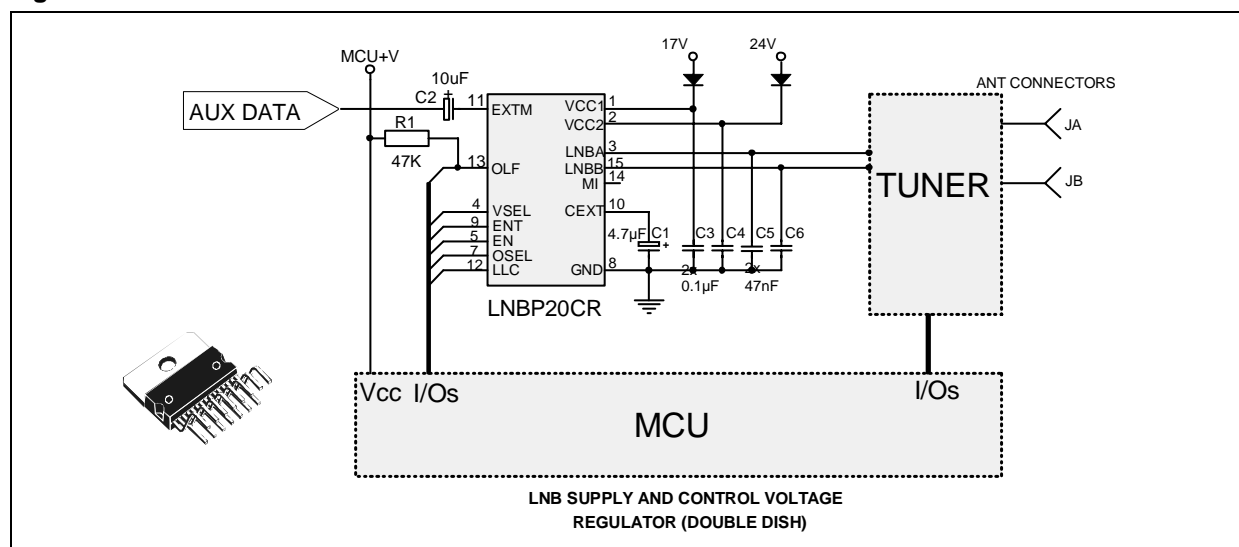 17V
24V
MCU+V
10uF
+
ANT CONNECTORS
C2
11
EXTM
VCC1
1
AUX DATA
VCC2
2
R1
JA
LNBA
3
47K
13
OLF
LNBB
15
TUNER
MI
14
JB
4
VSEL
CEXT
10
9
ENT
4.7µF
C1
C3
C4
C5
C6
5
EN
+
7
OSEL
12
LLC
GND
8
2x
2x
0.1µF
47nF
LNBP20CR
Vcc
I/Os
I/Os
MCU
LNB SUPPLY AND CONTROL VOLTAGE
REGULATOR (DOUBLE DISH)